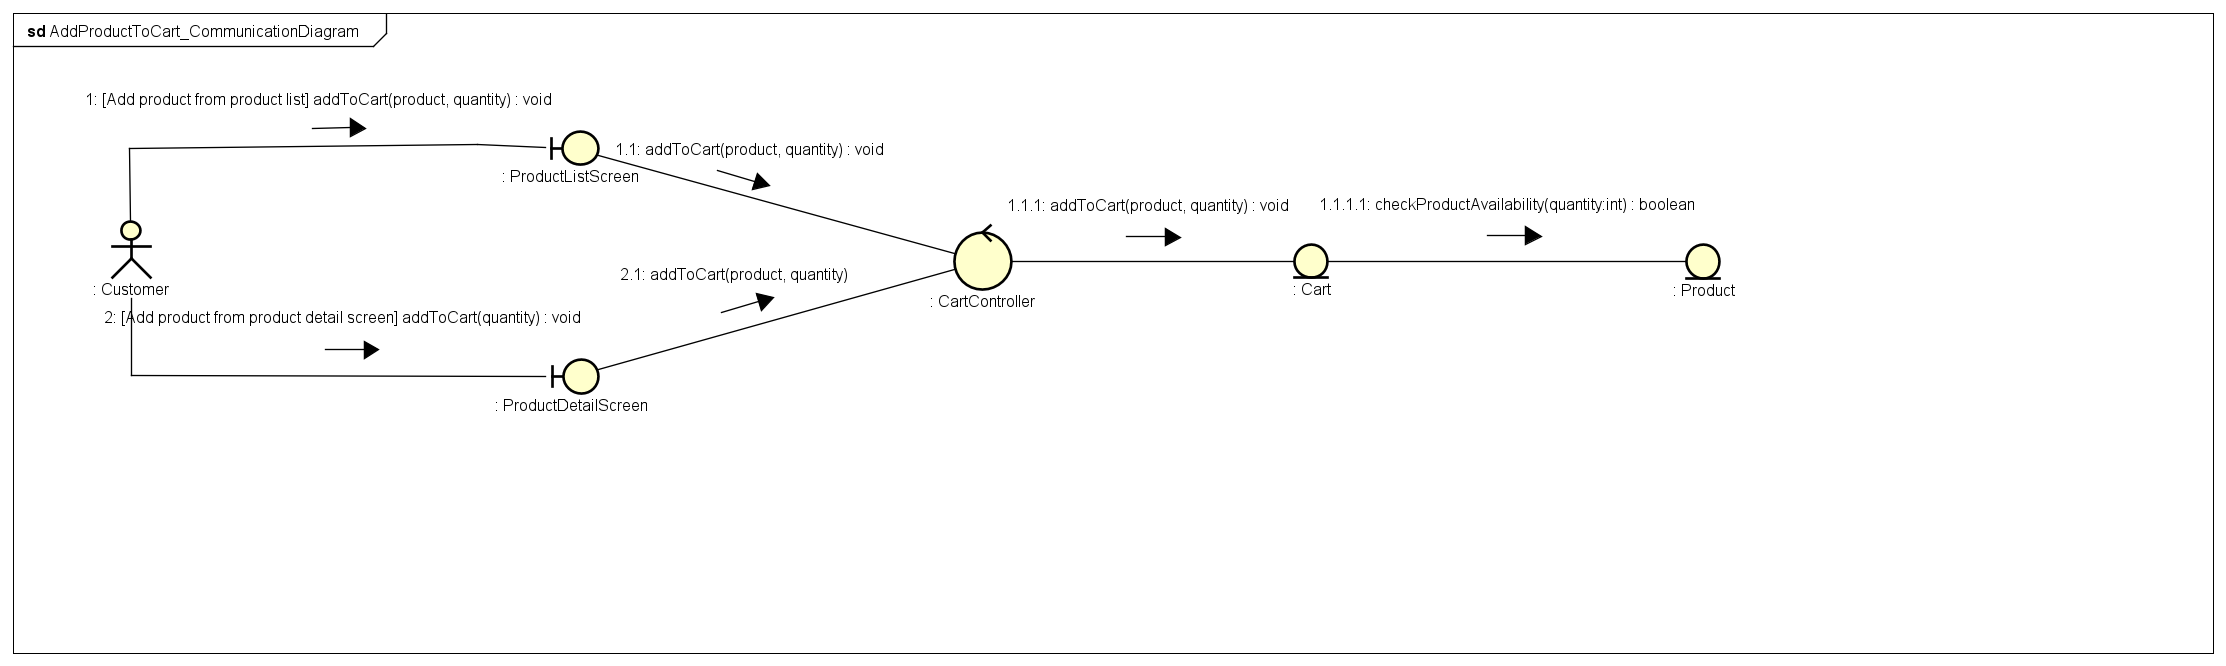 sd AddProductToCart_CommunicationDiagram
1: [Add product from product list] addToCart(product, quantity) : void
1.1: addToCart(product, quantity) : void
: ProductListScreen
1.1.1: addToCart(product, quantity) : void
1.1.1.1: checkProductAvailability(quantity:int) : boolean
2.1: addToCart(product, quantity)
: Customer
: CartController
: Cart
: Product
2: [Add product from product detail screen] addToCart(quantity) : void
: ProductDetailScreen